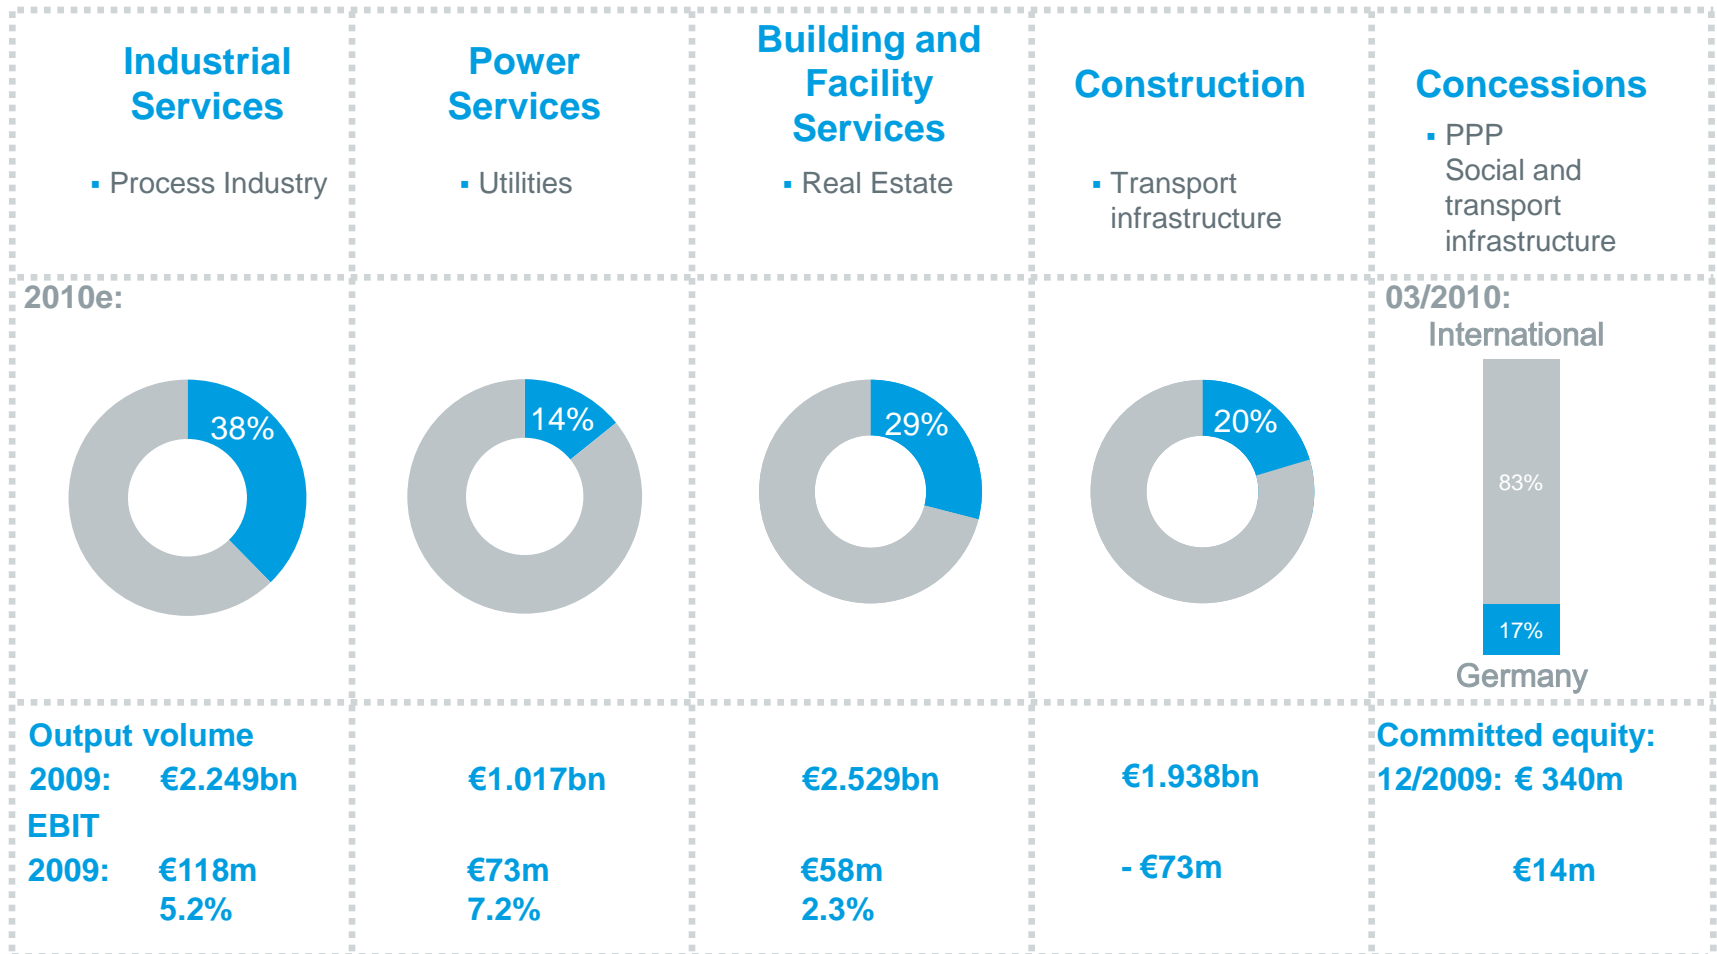 Industrial
Services
▪ Process Industry
Power
Services
▪ Utilities
Building and
Facility
Services
▪ Real Estate
Construction
▪ Transport
infrastructure
Concessions
▪ PPP
Social and
transport
infrastructure
2010e:
38%
14%
29%
20%
03/2010:
International
83%
17%
Germany
Output volume
2009: €2.249bn €1.017bn €2.529bn €1.938bn
EBIT
2009: €118m €73m €58m - €73m
5.2% 7.2% 2.3%
Committed equity:
12/2009: € 340m
€14m